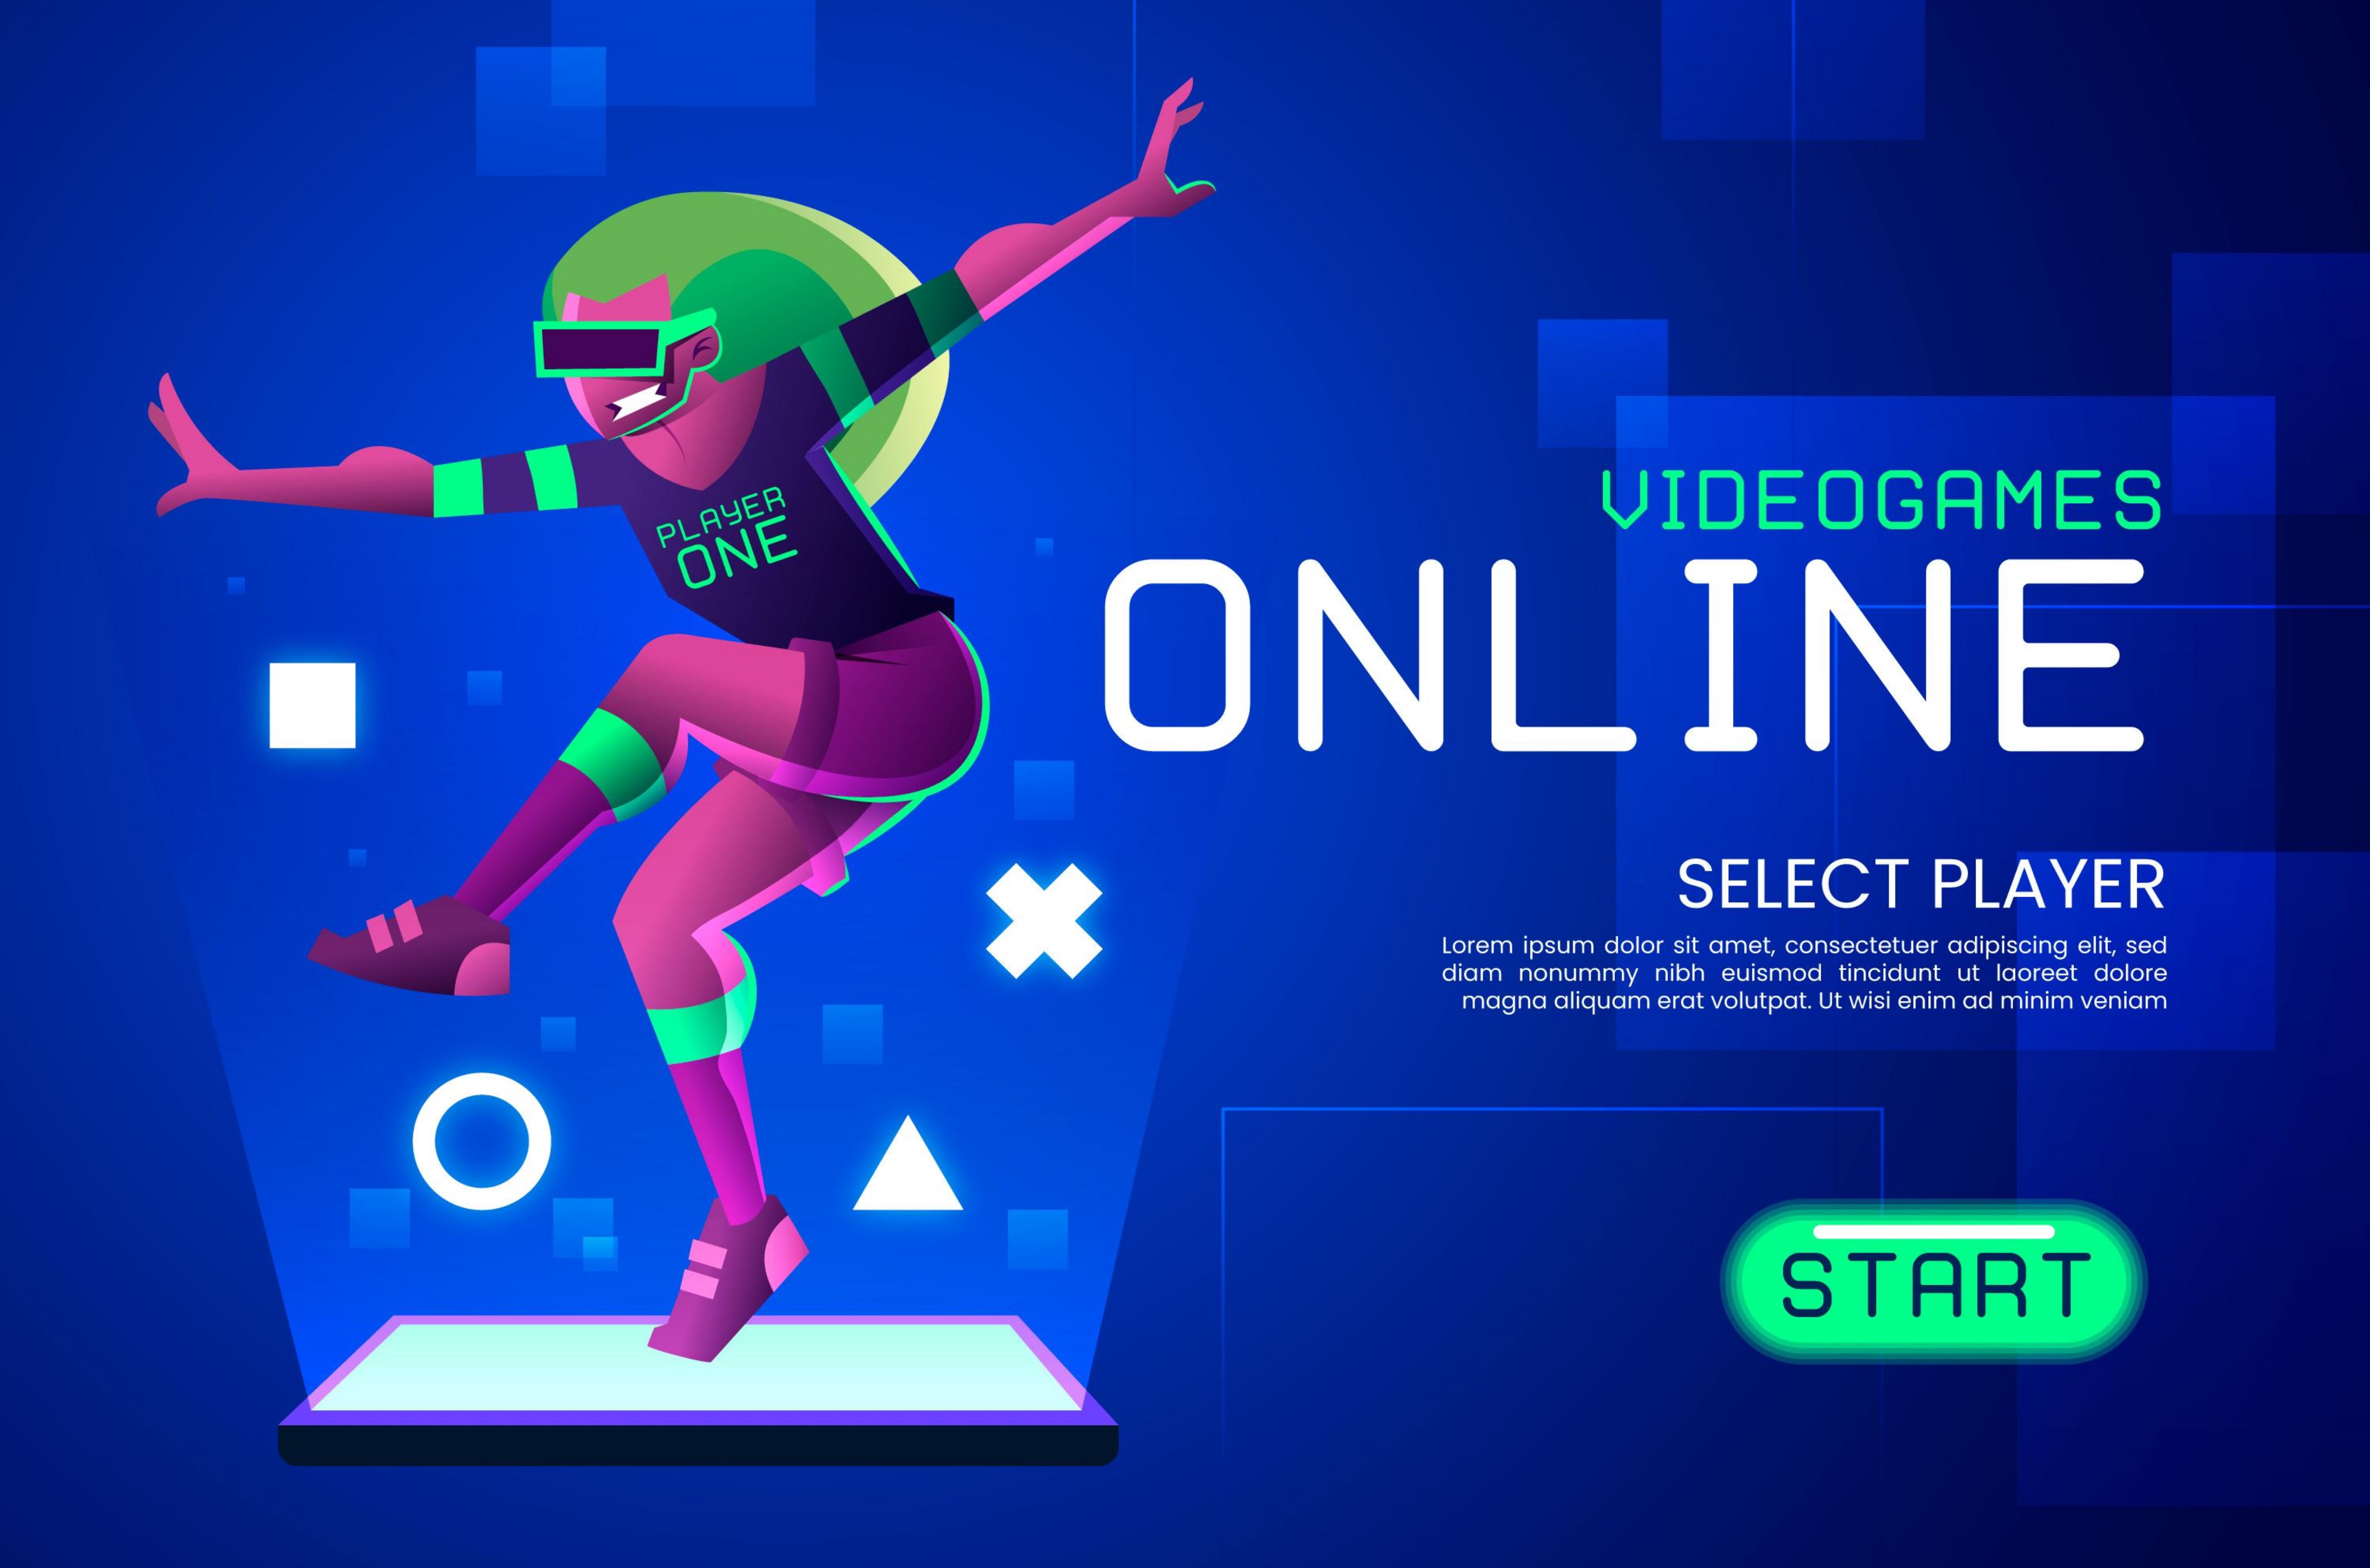 PLAYER
ONE
VIDEOGAMES
ONLINE
SELECT PLAYER
Lorem ipsum dolor sit amet, consectetuer adipiscing elit, sed
diam nonummy nibh euismod tincidunt ut laoreet dolore
magna aliquam erat volutpat. Ut wisi enim ad minim veniam
START